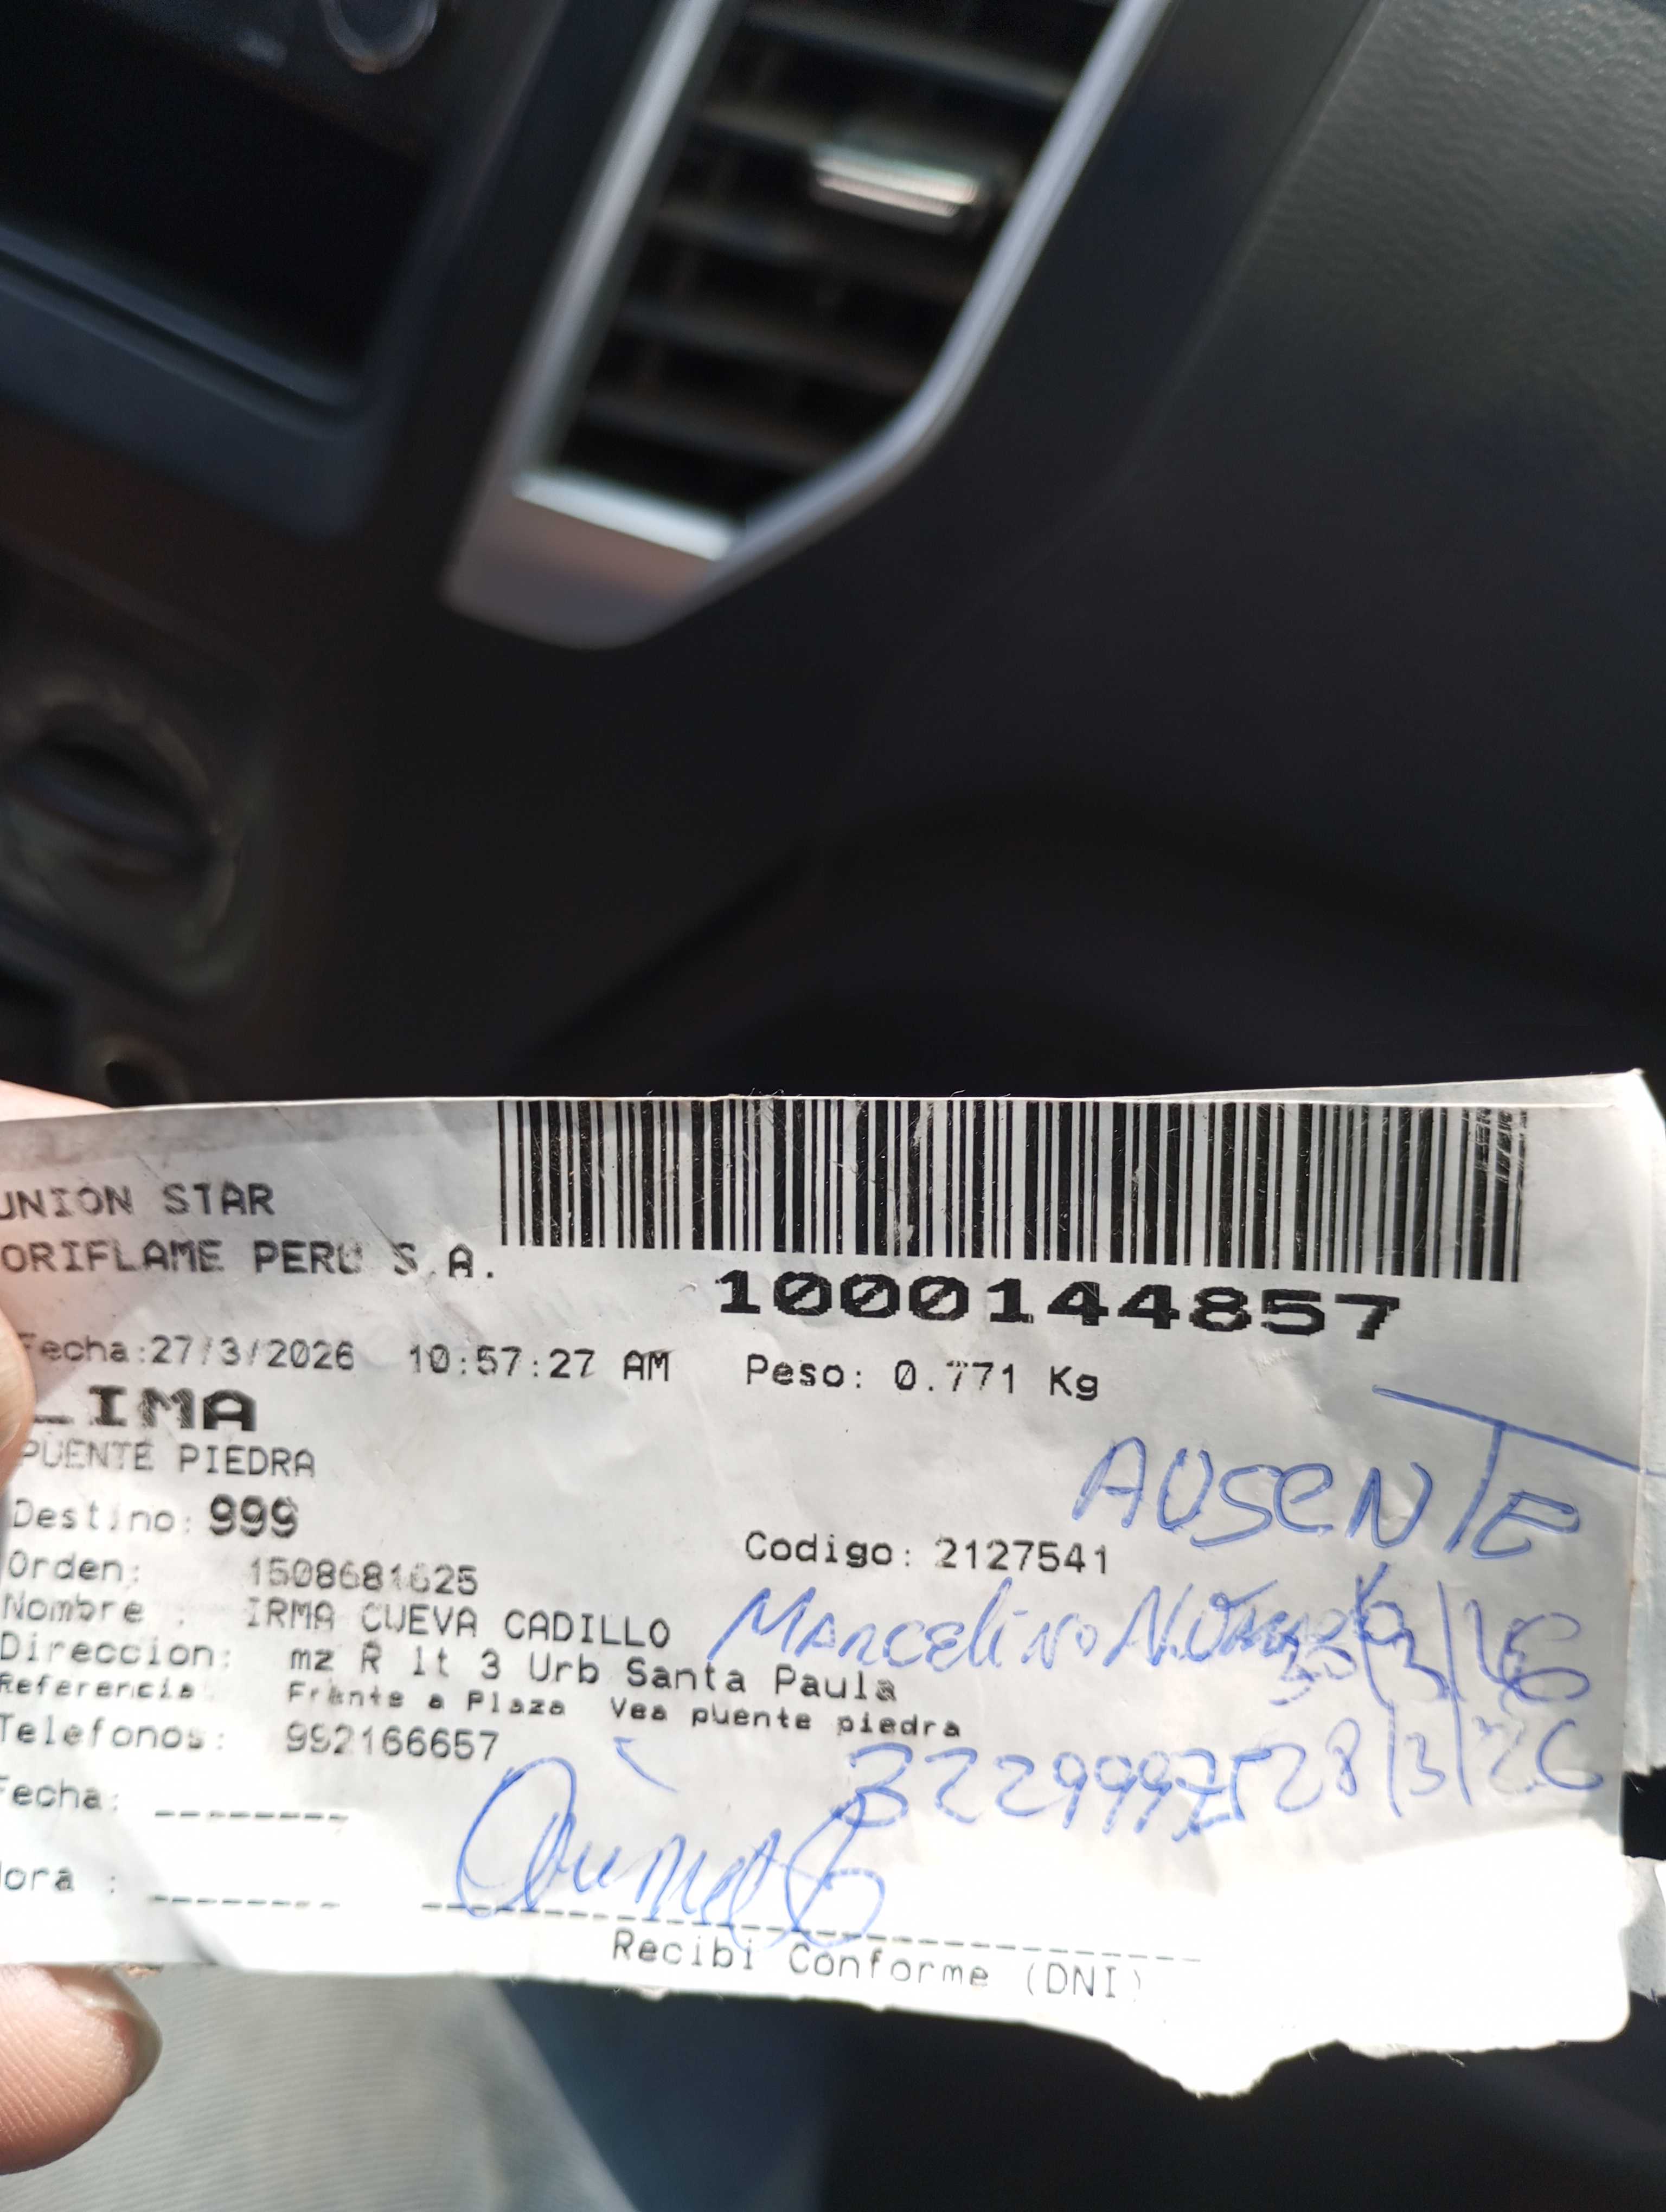 UNION STAR
ORIFLAME PERU S.A.
1000144857
Fecha:27/3/2026 10:57:27 AM Peso: 0.771 Kg
LIMA
PUENTE PIEDRA
AUSENTE
Destino: 999
Codigo: 2127541
Orden: 1508681625
Nombre : IRMA CUEVA CADILLO
Marcelino
Direccion: mz R lt 3 Urb Santa Paula
Referencia Frente a Plaza Vea puente piedra
Telefonos: 992166657
28/3/26
Fecha: --------
Hora : --------
Recibi Conforme (DNI)